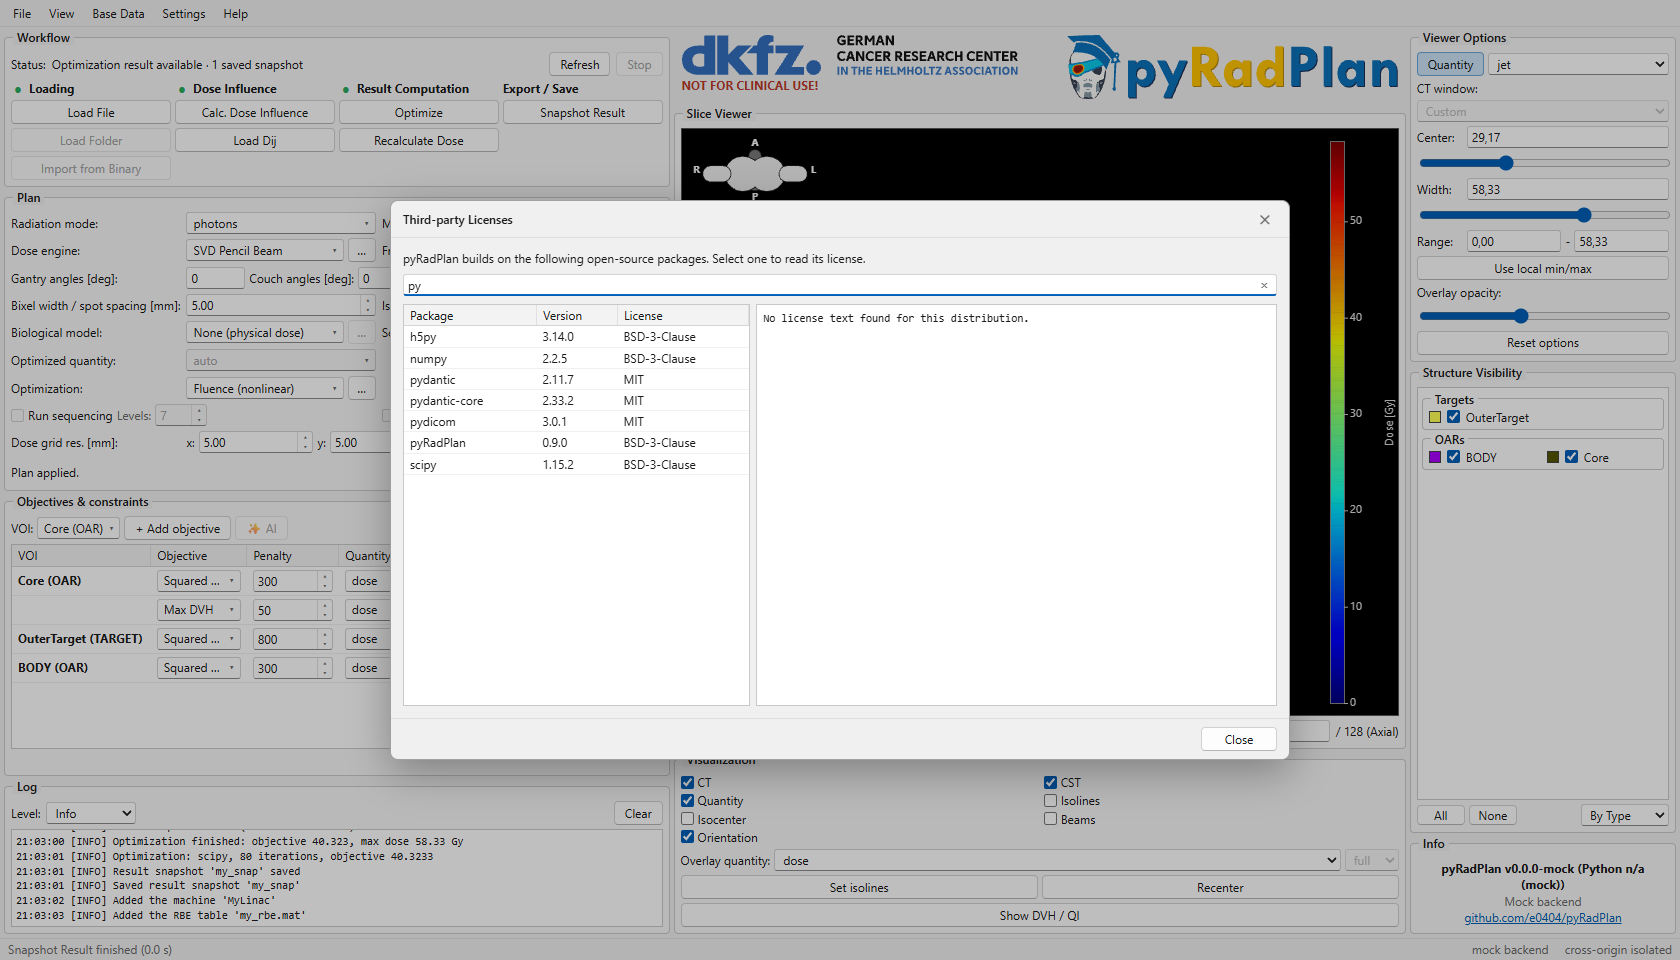 File View Base Data Settings Help
Workflow
Status: Optimization result available · 1 saved snapshot
Refresh
Stop
Loading
Dose Influence
Result Computation
Export / Save
Load File
Calc. Dose Influence
Optimize
Snapshot Result
Load Folder
Load Dij
Recalculate Dose
Import from Binary
Plan
Radiation mode: photons
Dose engine: SVD Pencil Beam ...
Gantry angles [deg]: 0 Couch angles [deg]: 0
Bixel width / spot spacing [mm]: 5.00
Biological model: None (physical dose) ...
Optimized quantity: auto
Optimization: Fluence (nonlinear) ...
Run sequencing Levels: 7
Dose grid res. [mm]: x: 5.00 y: 5.00
Plan applied.
Objectives & constraints
VOI: Core (OAR) + Add objective AI
VOI Objective Penalty Quantity
Core (OAR) Squared ... 300 dose
Max DVH 50 dose
OuterTarget (TARGET) Squared ... 800 dose
BODY (OAR) Squared ... 300 dose
Log
Level: Info Clear
21:03:00 [INFO] Optimization finished: objective 40.323, max dose 58.33 Gy
21:03:01 [INFO] Optimization: scipy, 80 iterations, objective 40.3233
21:03:01 [INFO] Result snapshot 'my_snap' saved
21:03:01 [INFO] Saved result snapshot 'my_snap'
21:03:02 [INFO] Added the machine 'MyLinac'
21:03:03 [INFO] Added the RBE table 'my_rbe.mat'
Snapshot Result finished (0.0 s)
dkfz.
GERMAN
CANCER RESEARCH CENTER
IN THE HELMHOLTZ ASSOCIATION
NOT FOR CLINICAL USE!
pyRadPlan
Slice Viewer
A
R L
P
50
40
30
20
10
0
Dose [Gy]
/ 128 (Axial)
Third-party Licenses
pyRadPlan builds on the following open-source packages. Select one to read its license.
py
Package Version License
h5py 3.14.0 BSD-3-Clause
numpy 2.2.5 BSD-3-Clause
pydantic 2.11.7 MIT
pydantic-core 2.33.2 MIT
pydicom 3.0.1 MIT
pyRadPlan 0.9.0 BSD-3-Clause
scipy 1.15.2 BSD-3-Clause
No license text found for this distribution.
Close
Visualization
CT CST
Quantity Isolines
Isocenter Beams
Orientation
Overlay quantity: dose full
Set isolines Recenter
Show DVH / QI
Viewer Options
Quantity jet
CT window:
Custom
Center: 29,17
Width: 58,33
Range: 0,00 - 58,33
Use local min/max
Overlay opacity:
Reset options
Structure Visibility
Targets
OuterTarget
OARs
BODY Core
All None By Type
Info
pyRadPlan v0.0.0-mock (Python n/a
(mock))
Mock backend
github.com/e0404/pyRadPlan
mock backend cross-origin isolated